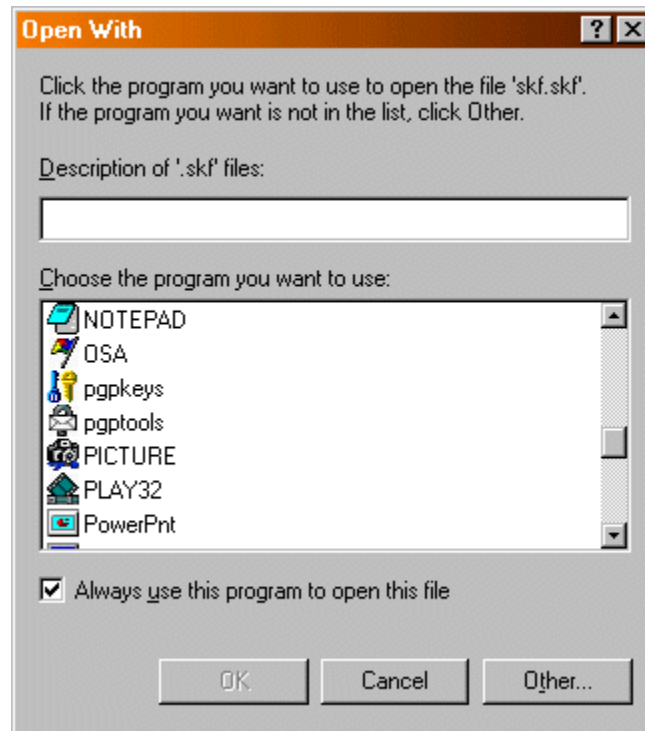 Open With
Click the program you want to use to open the file 'skf.skf'.
If the program you want is not in the list, click Other.
Description of '.skf' files:
Choose the program you want to use:
NOTEPAD
OSA
pgpkeys
pgptools
PICTURE
PLAY32
PowerPnt
Always use this program to open this file
OK
Cancel
Other...